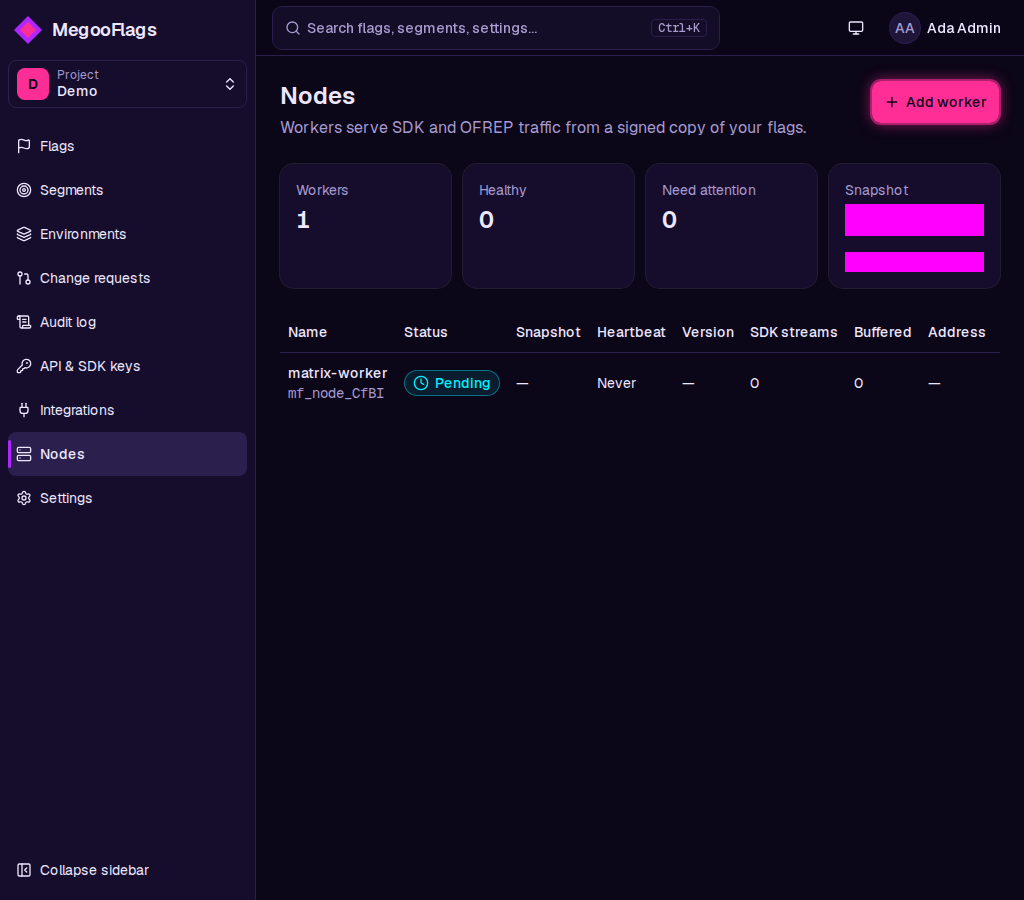 MegooFlags
Search flags, segments, settings...
Ctrl+K
AA
Ada Admin
D
Project
Demo
Flags
Segments
Environments
Change requests
Audit log
API & SDK keys
Integrations
Nodes
Settings
Collapse sidebar
Nodes
Workers serve SDK and OFREP traffic from a signed copy of your flags.
+ Add worker
Workers
1
Healthy
0
Need attention
0
Snapshot
Name Status Snapshot Heartbeat Version SDK streams Buffered Address
matrix-worker
mf_node_CfBI
Pending — Never — 0 0 —